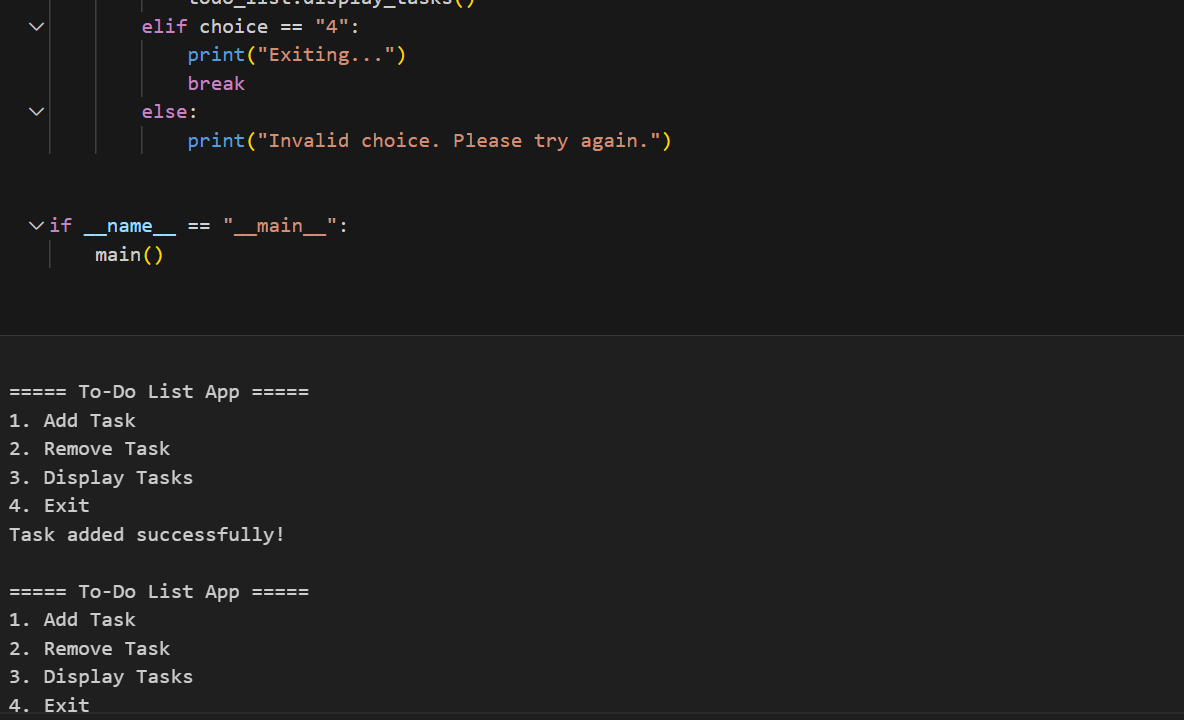 todo_list.display_tasks()
elif choice == "4":
print("Exiting...")
break
else:
print("Invalid choice. Please try again.")
if __name__ == "__main__":
main()
===== To-Do List App =====
1. Add Task
2. Remove Task
3. Display Tasks
4. Exit
Task added successfully!
===== To-Do List App =====
1. Add Task
2. Remove Task
3. Display Tasks
4. Exit